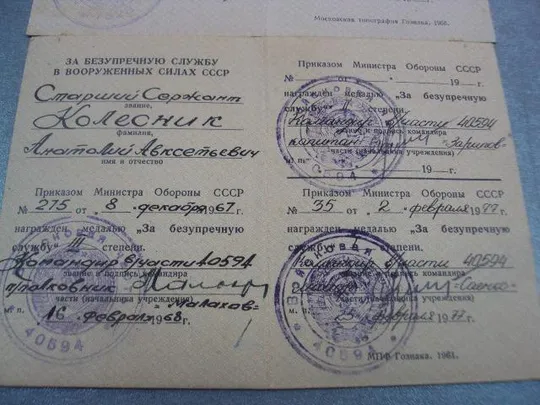 Московская типография Гознака. 196
ЗА БЕЗУПРЕЧНУЮ СЛУЖБУ
В ВООРУЖЕННЫХ СИЛАХ СССР
Старший Сержант
звание,
Колесник
фамилия,
Анатолий Авксетьевич
имя и отчество
Приказом Министра Обороны СССР
№ 275 от „8“ декабря 1967 г.
награжден медалью „За безупречную
службу“ III степени.
Командир В/части 40594
звание и подпись командира
п/полковник Малахов
части (начальника учреждения)
м. п. 16 февраля 1968 г.
40594
Приказом Министра Обороны СССР
№ от 19 г.
награжден медалью „За безупречную
службу“ II степени.
Командир В/части 40594
звание и подпись командира
капитан
части (начальника учреждения)
м. п. 19 г.
Приказом Министра Обороны СССР
№ 35 от „2“ февраля 1977 г.
награжден медалью „За безупречную
службу“ степени.
Командир В/части 40594
звание и подпись командира
части (начальника учреждения)
м. п. февраля 1977 г.
40594
МПФ Гознака. 1961.